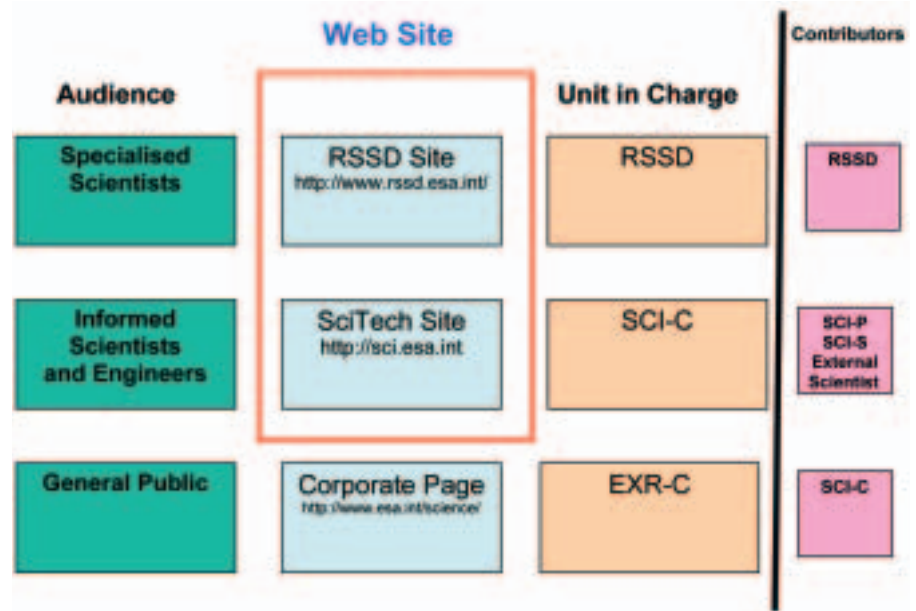 Web Site
Contributors
Audience
Unit in Charge
Specialised
Scientists
RSSD Site
http://www.rssd.esa.int/
RSSD
RSSD
Informed
Scientists
and Engineers
SciTech Site
http://sci.esa.int
SCI-C
SCI-P
SCI-S
External
Scientist
General Public
Corporate Page
http://www.esa.int/science/
EXR-C
SCI-C